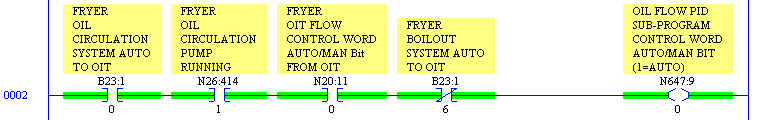 FRYER
OIL
CIRCULATION
SYSTEM AUTO
TO OIT
B23:1
0
FRYER
OIL
CIRCULATION
PUMP
RUNNING
N26:414
1
FRYER
OIT FLOW
CONTROL WORD
AUTO/MAN Bit
FROM OIT
N20:11
0
FRYER
BOILOUT
SYSTEM AUTO
TO OIT
B23:1
6
OIL FLOW PID
SUB-PROGRAM
CONTROL WORD
AUTO/MAN BIT
(1=AUTO)
N647:9
0
0002